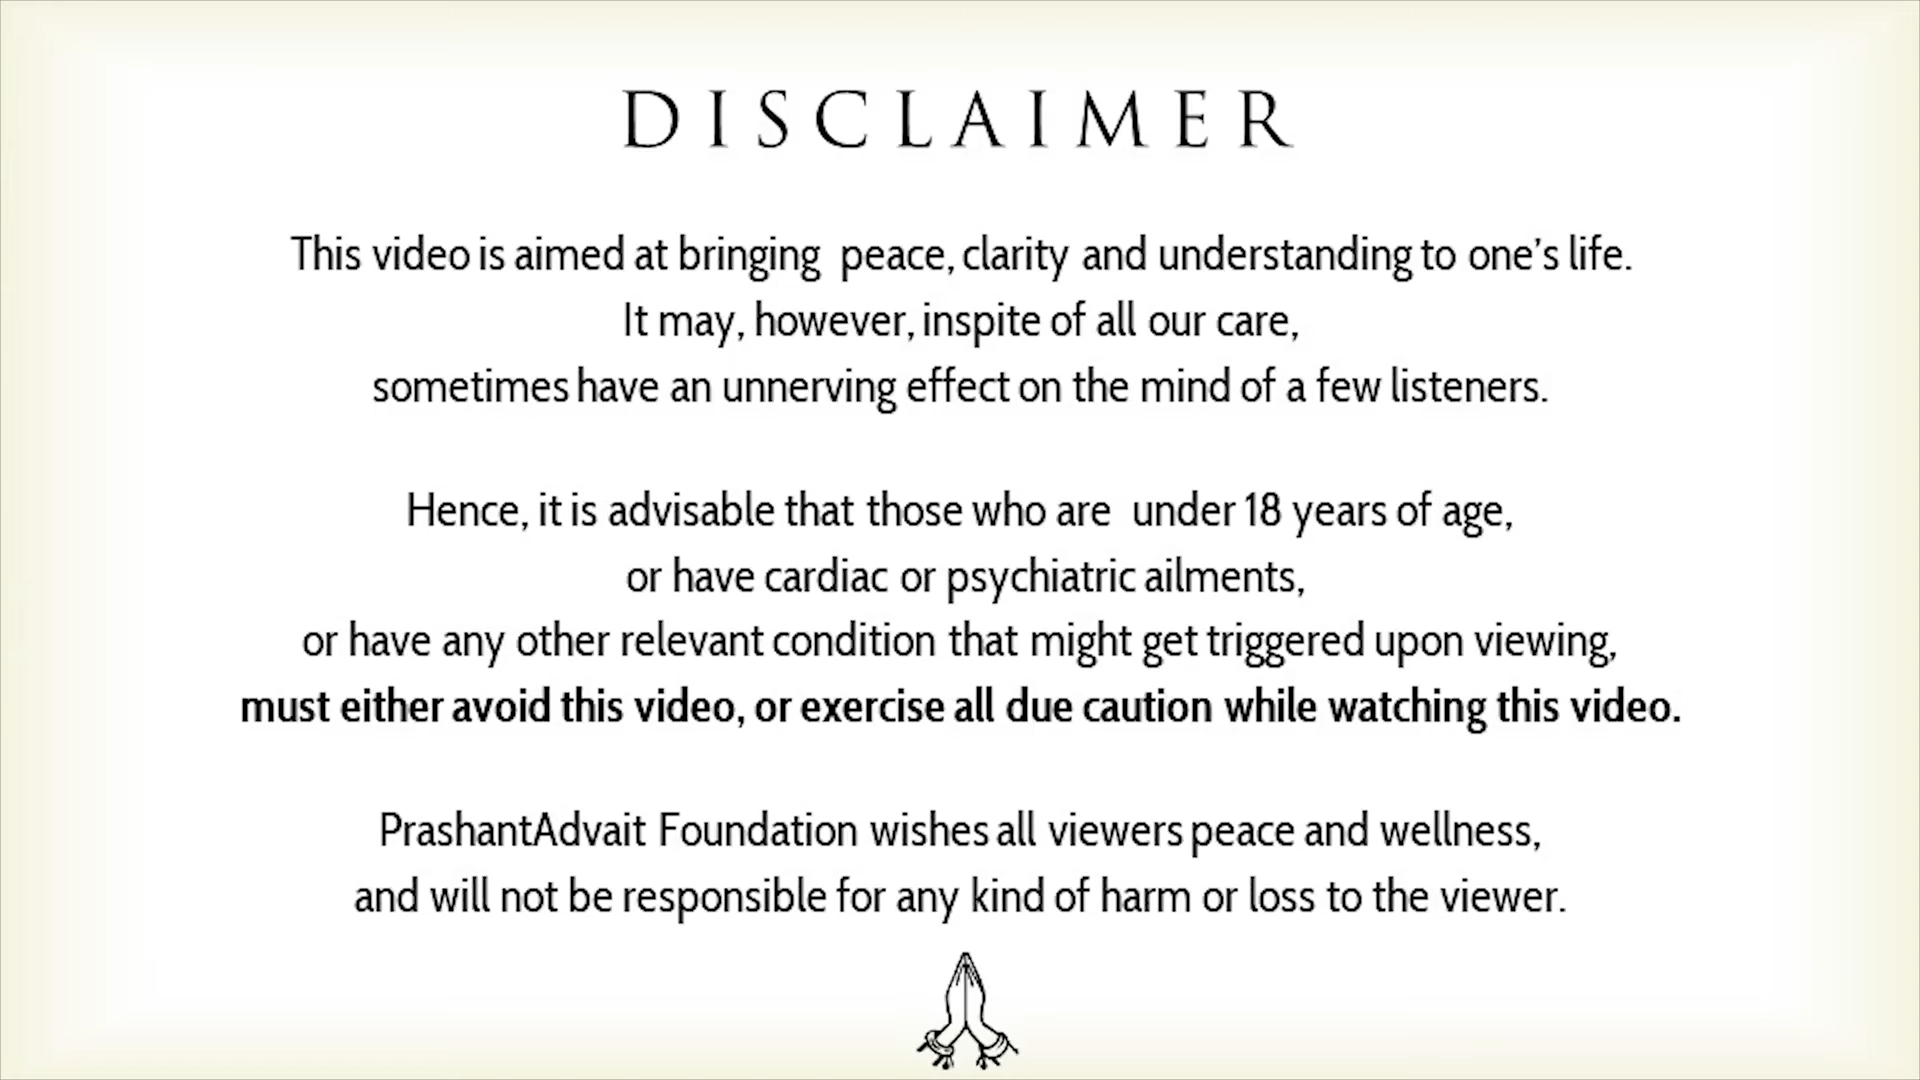 DISCLAIMER
This video is aimed at bringing peace, clarity and understanding to one's life.
It may, however, inspite of all our care,
sometimes have an unnerving effect on the mind of a few listeners.
Hence, it is advisable that those who are under 18 years of age,
or have cardiac or psychiatric ailments,
or have any other relevant condition that might get triggered upon viewing,
must either avoid this video, or exercise all due caution while watching this video.
PrashantAdvait Foundation wishes all viewers peace and wellness,
and will not be responsible for any kind of harm or loss to the viewer.